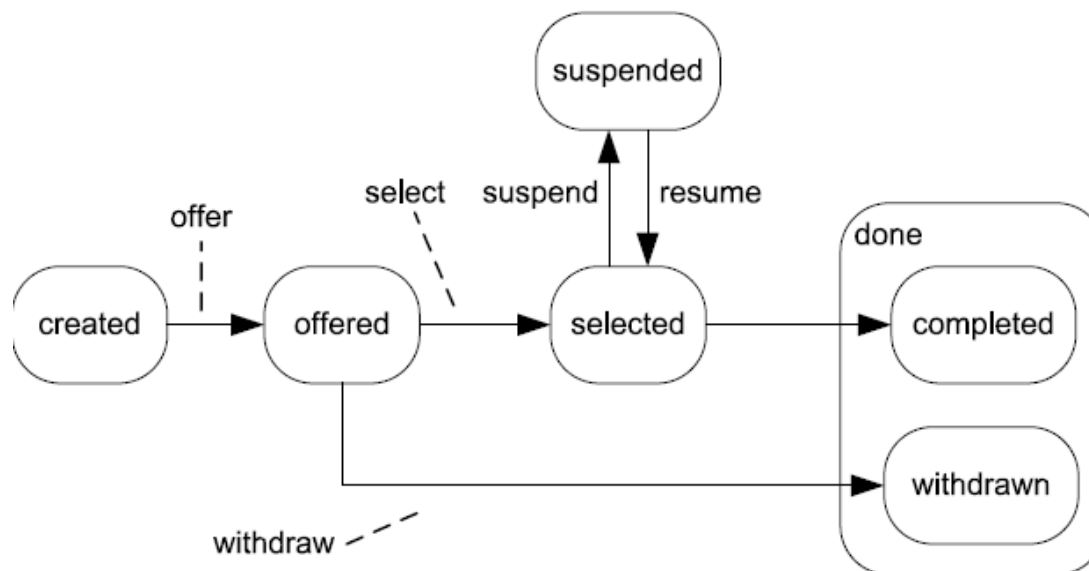 suspended
select
suspend
resume
offer
done
created
offered
selected
completed
withdrawn
withdraw